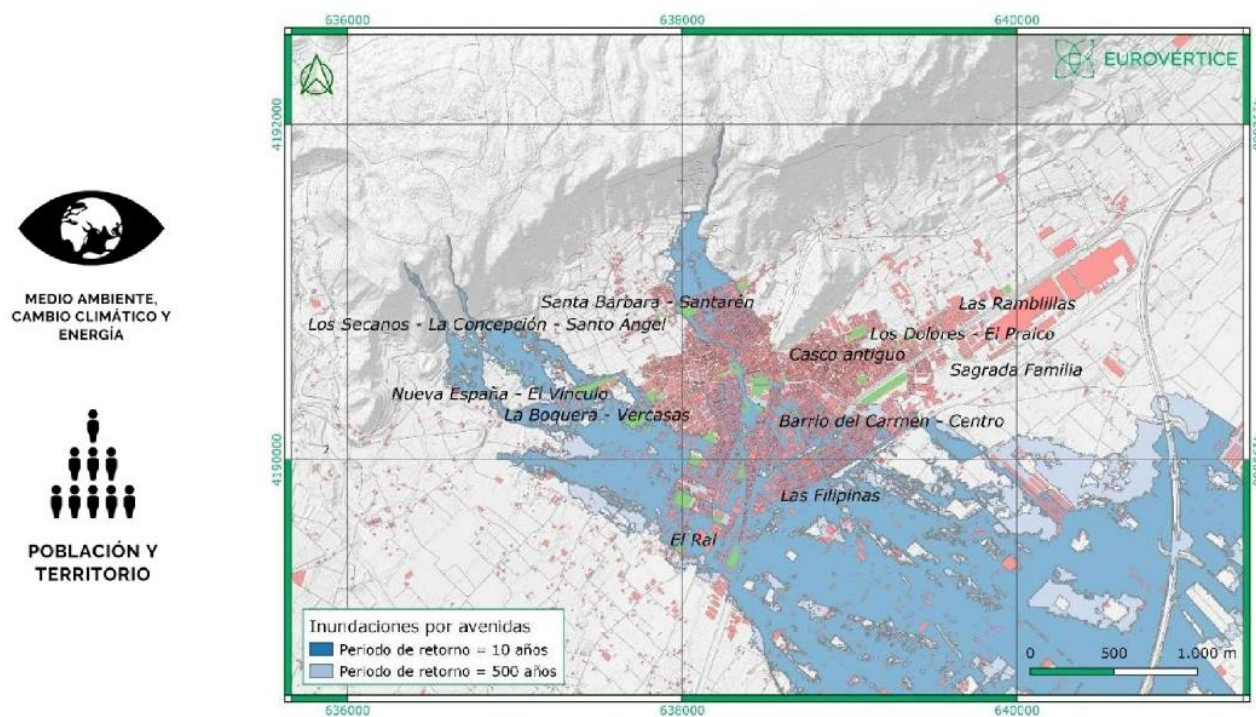 636000
638000
640000
EUROVERTICE
4192000
MEDIO AMBIENTE,
CAMBIO CLIMÁTICO Y
ENERGÍA
Santa Bárbara - Santarén
Los Secanos - La Concepción - Santo Ángel
Las Ramblillas
Los Dolores - El Praico
Casco antiguo
Sagrada Familia
Nueva España - El Vínculo
La Boquera - Vercasas
Barrio del Carmen - Centro
4190000
Las Filipinas
El Ral
POBLACIÓN Y
TERRITORIO
Inundaciones por avenidas
Periodo de retorno = 10 años
Periodo de retorno = 500 años
0 500 1.000 m
636000
638000
640000